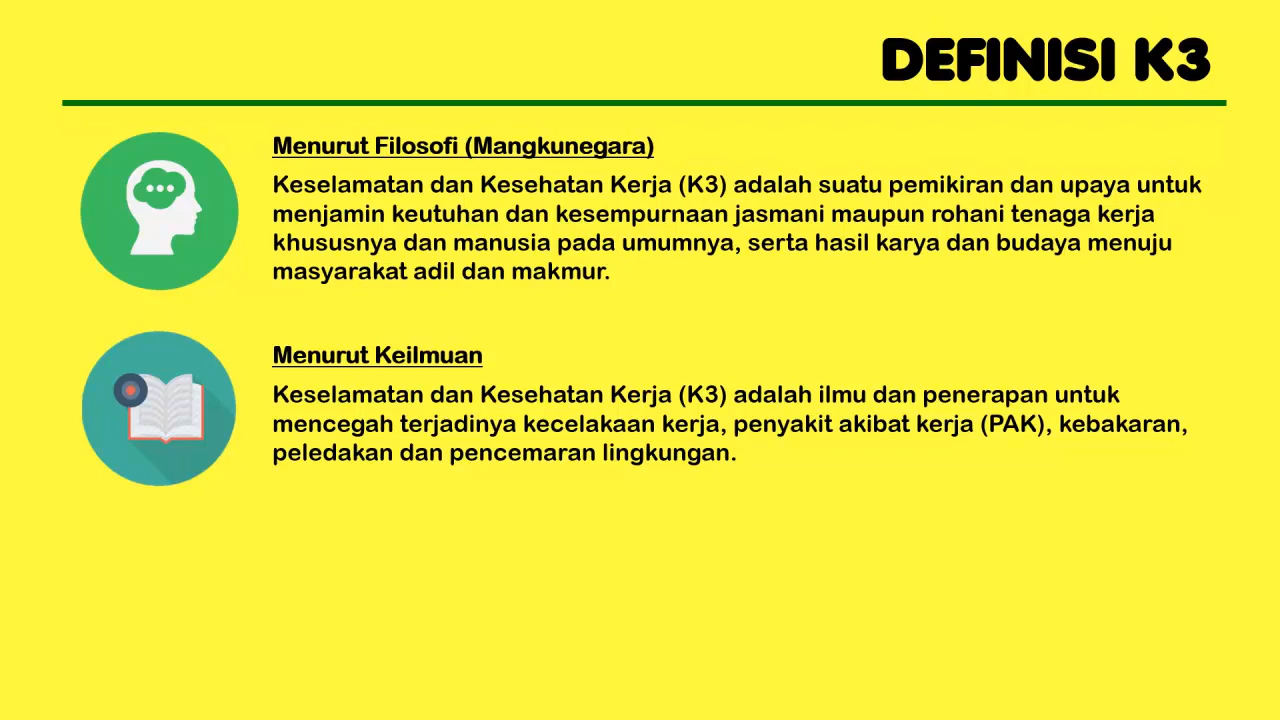 DEFINISI K3
Menurut Filosofi (Mangkunegara)
Keselamatan dan Kesehatan Kerja (K3) adalah suatu pemikiran dan upaya untuk
menjamin keutuhan dan kesempurnaan jasmani maupun rohani tenaga kerja
khususnya dan manusia pada umumnya, serta hasil karya dan budaya menuju
masyarakat adil dan makmur.
Menurut Keilmuan
Keselamatan dan Kesehatan Kerja (K3) adalah ilmu dan penerapan untuk
mencegah terjadinya kecelakaan kerja, penyakit akibat kerja (PAK), kebakaran,
peledakan dan pencemaran lingkungan.